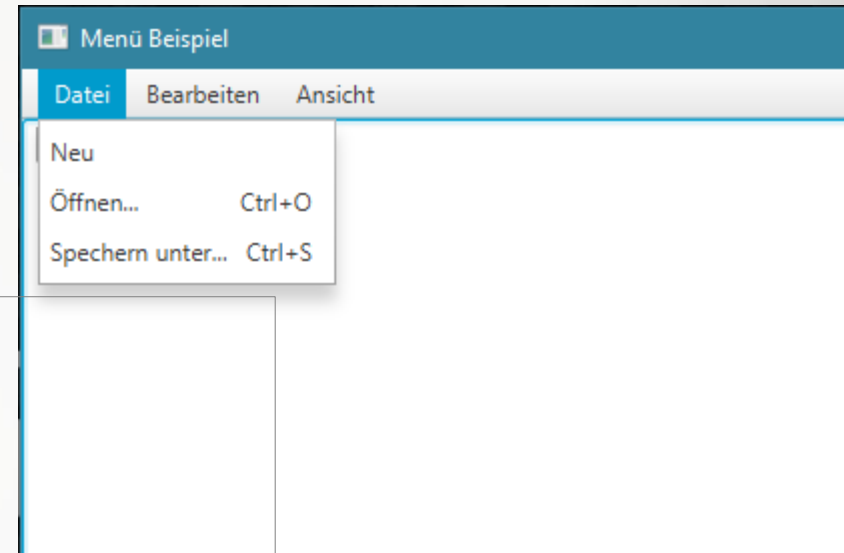 Menü Beispiel
Datei Bearbeiten Ansicht
Neu
Öffnen... Ctrl+O
Spechern unter... Ctrl+S